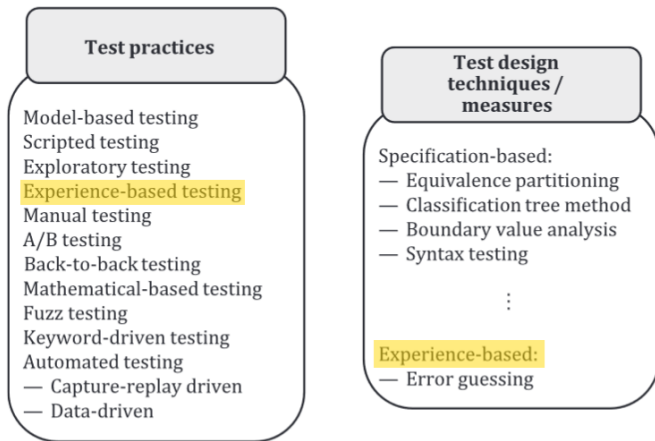 Test practices
Model-based testing
Scripted testing
Exploratory testing
Experience-based testing
Manual testing
A/B testing
Back-to-back testing
Mathematical-based testing
Fuzz testing
Keyword-driven testing
Automated testing
— Capture-replay driven
— Data-driven
Test design
techniques /
measures
Specification-based:
— Equivalence partitioning
— Classification tree method
— Boundary value analysis
— Syntax testing
⋮
Experience-based:
— Error guessing